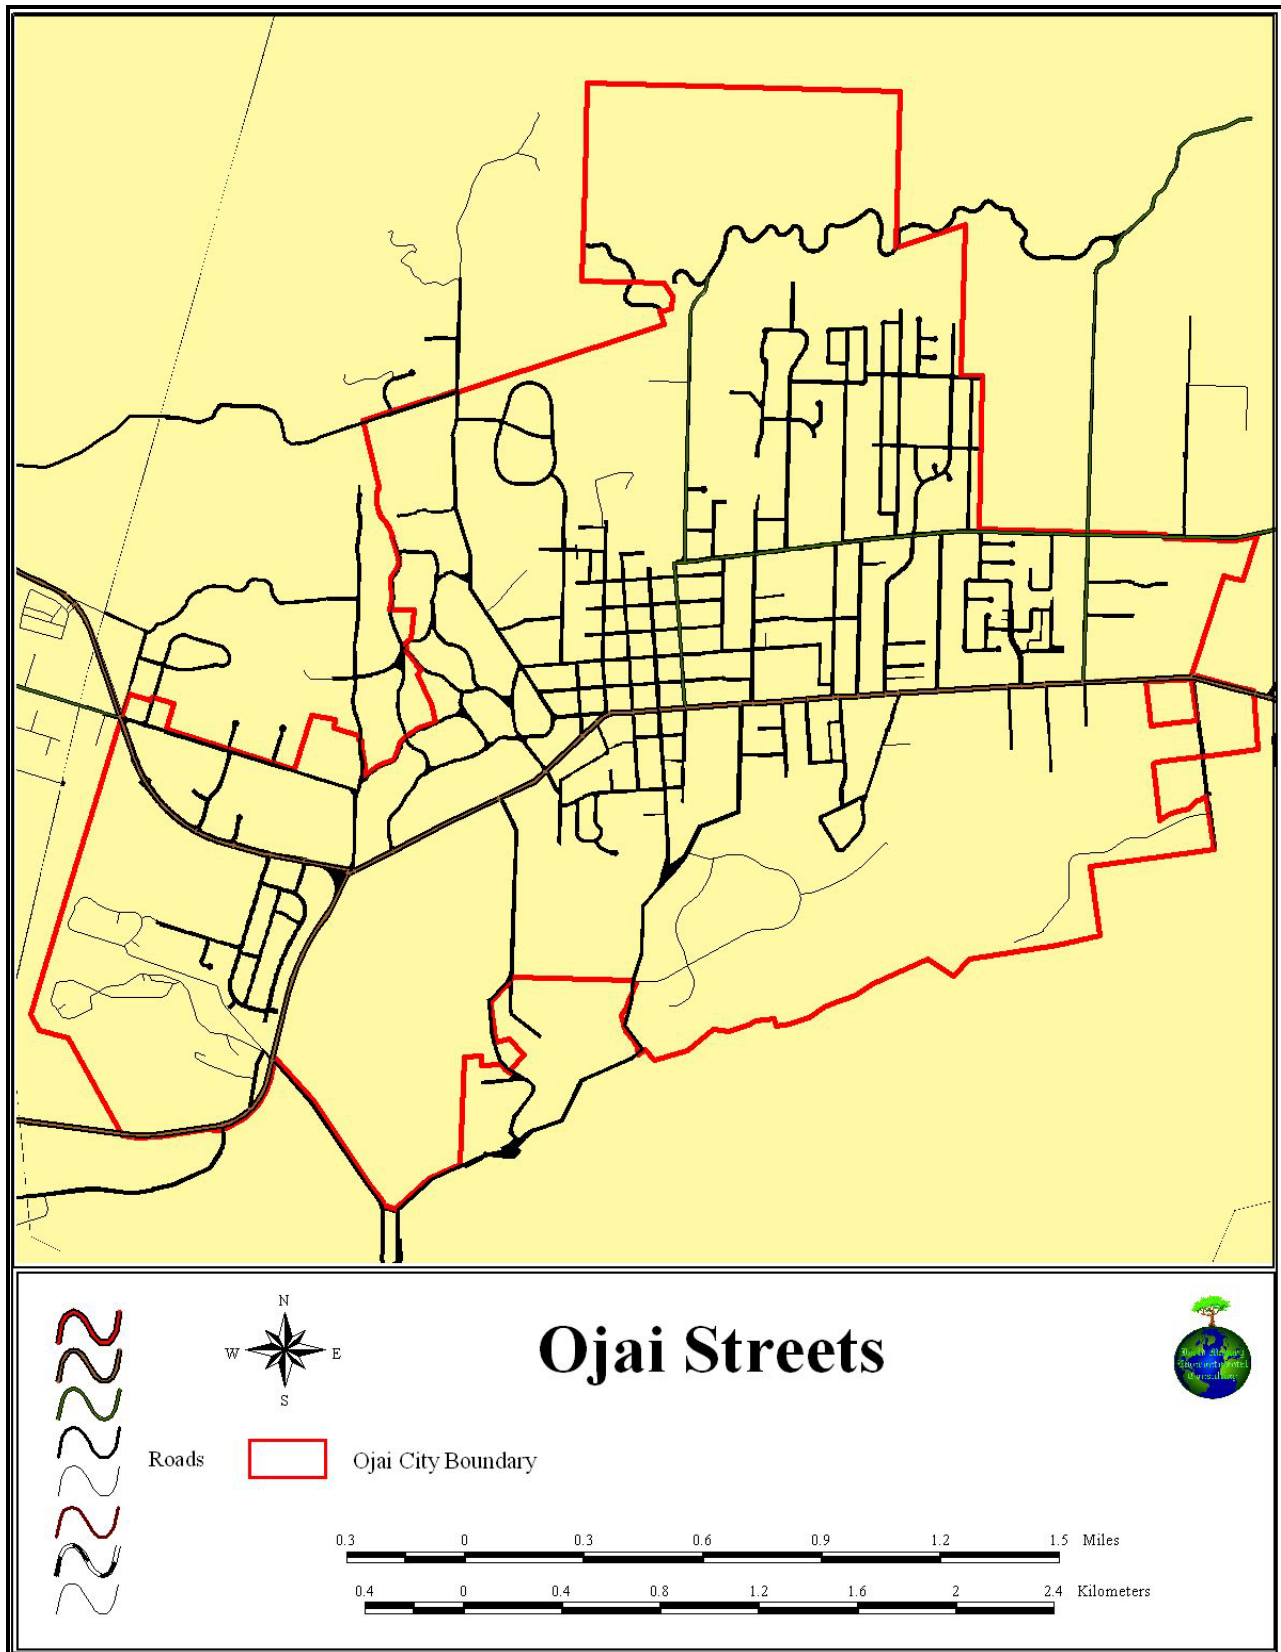 N
W E
S
Ojai Streets
Roads
Ojai City Boundary
0.3 0 0.3 0.6 0.9 1.2 1.5 Miles
0.4 0 0.4 0.8 1.2 1.6 2 2.4 Kilometers